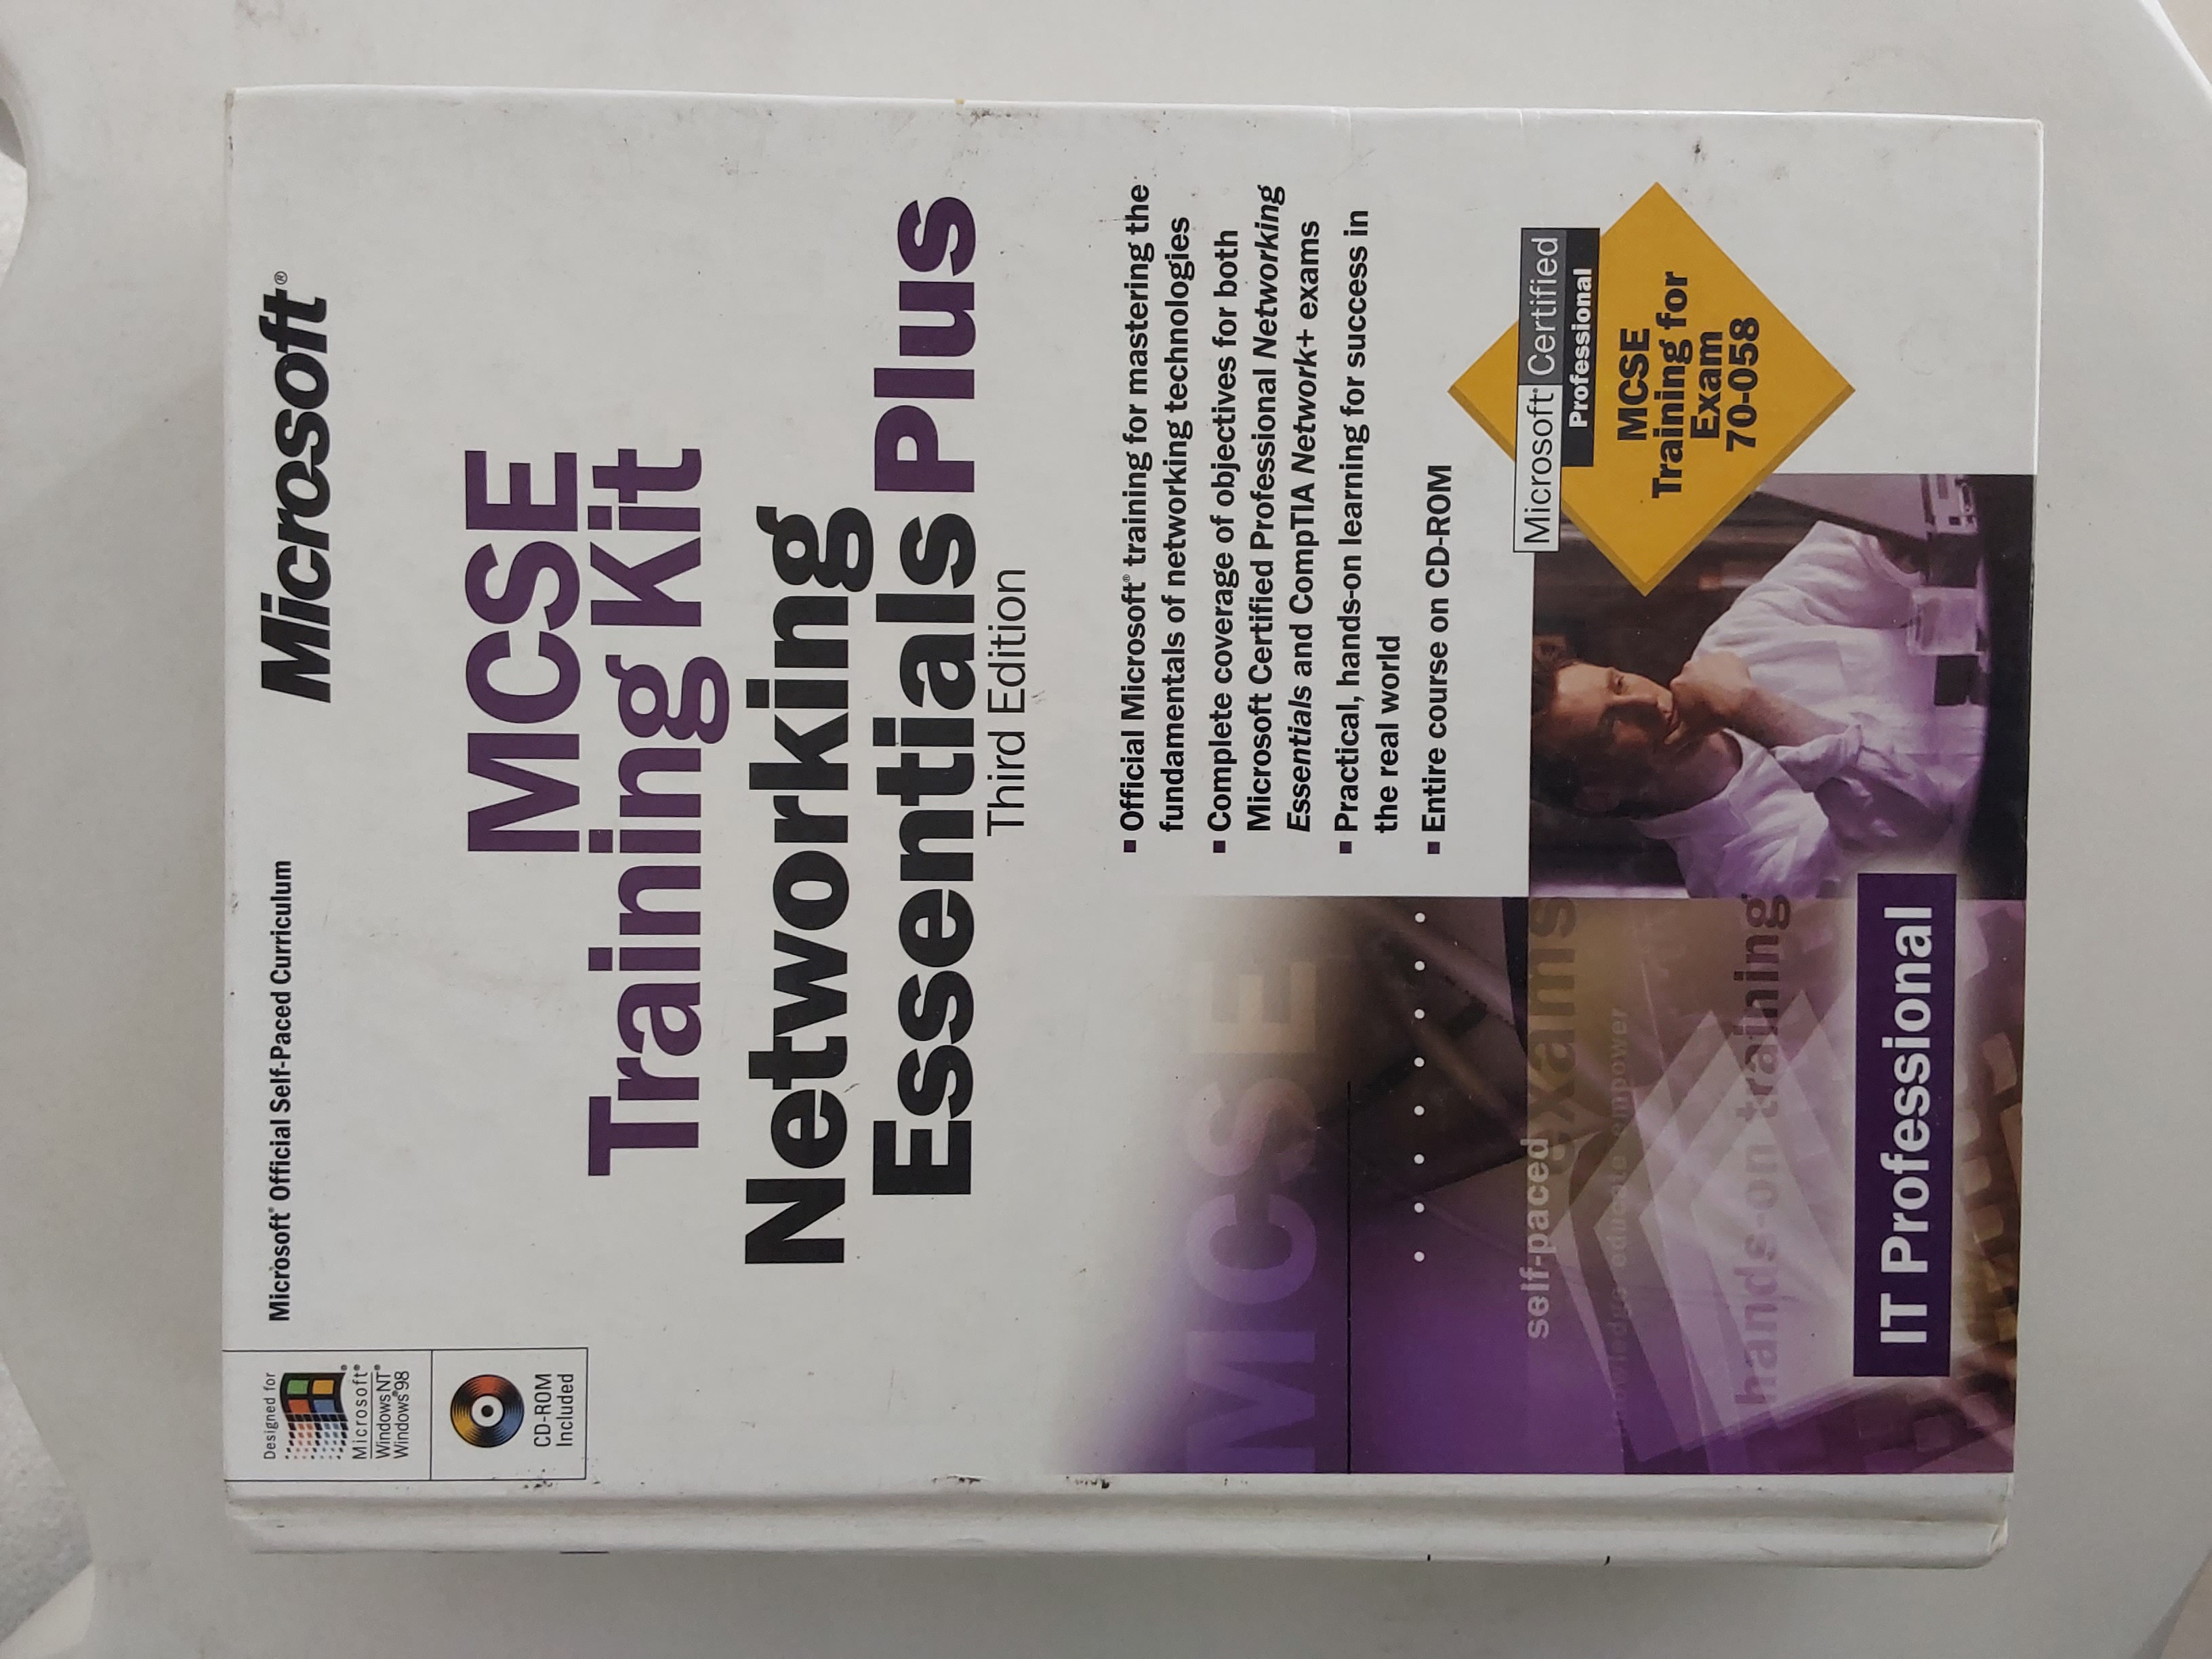 Designed for
Microsoft®
Windows NT®
Windows®98
CD-ROM
Included
Microsoft® Official Self-Paced Curriculum
Microsoft®
MCSE
Training Kit
Networking
Essentials Plus
Third Edition
Official Microsoft® training for mastering the
fundamentals of networking technologies
Complete coverage of objectives for both
Microsoft Certified Professional Networking
Essentials and CompTIA Network+ exams
Practical, hands-on learning for success in
the real world
Entire course on CD-ROM
MCSE
self-paced
exams
knowledge educate empower
hands-on training
IT Professional
Microsoft® Certified
Professional
MCSE
Training for
Exam
70-058